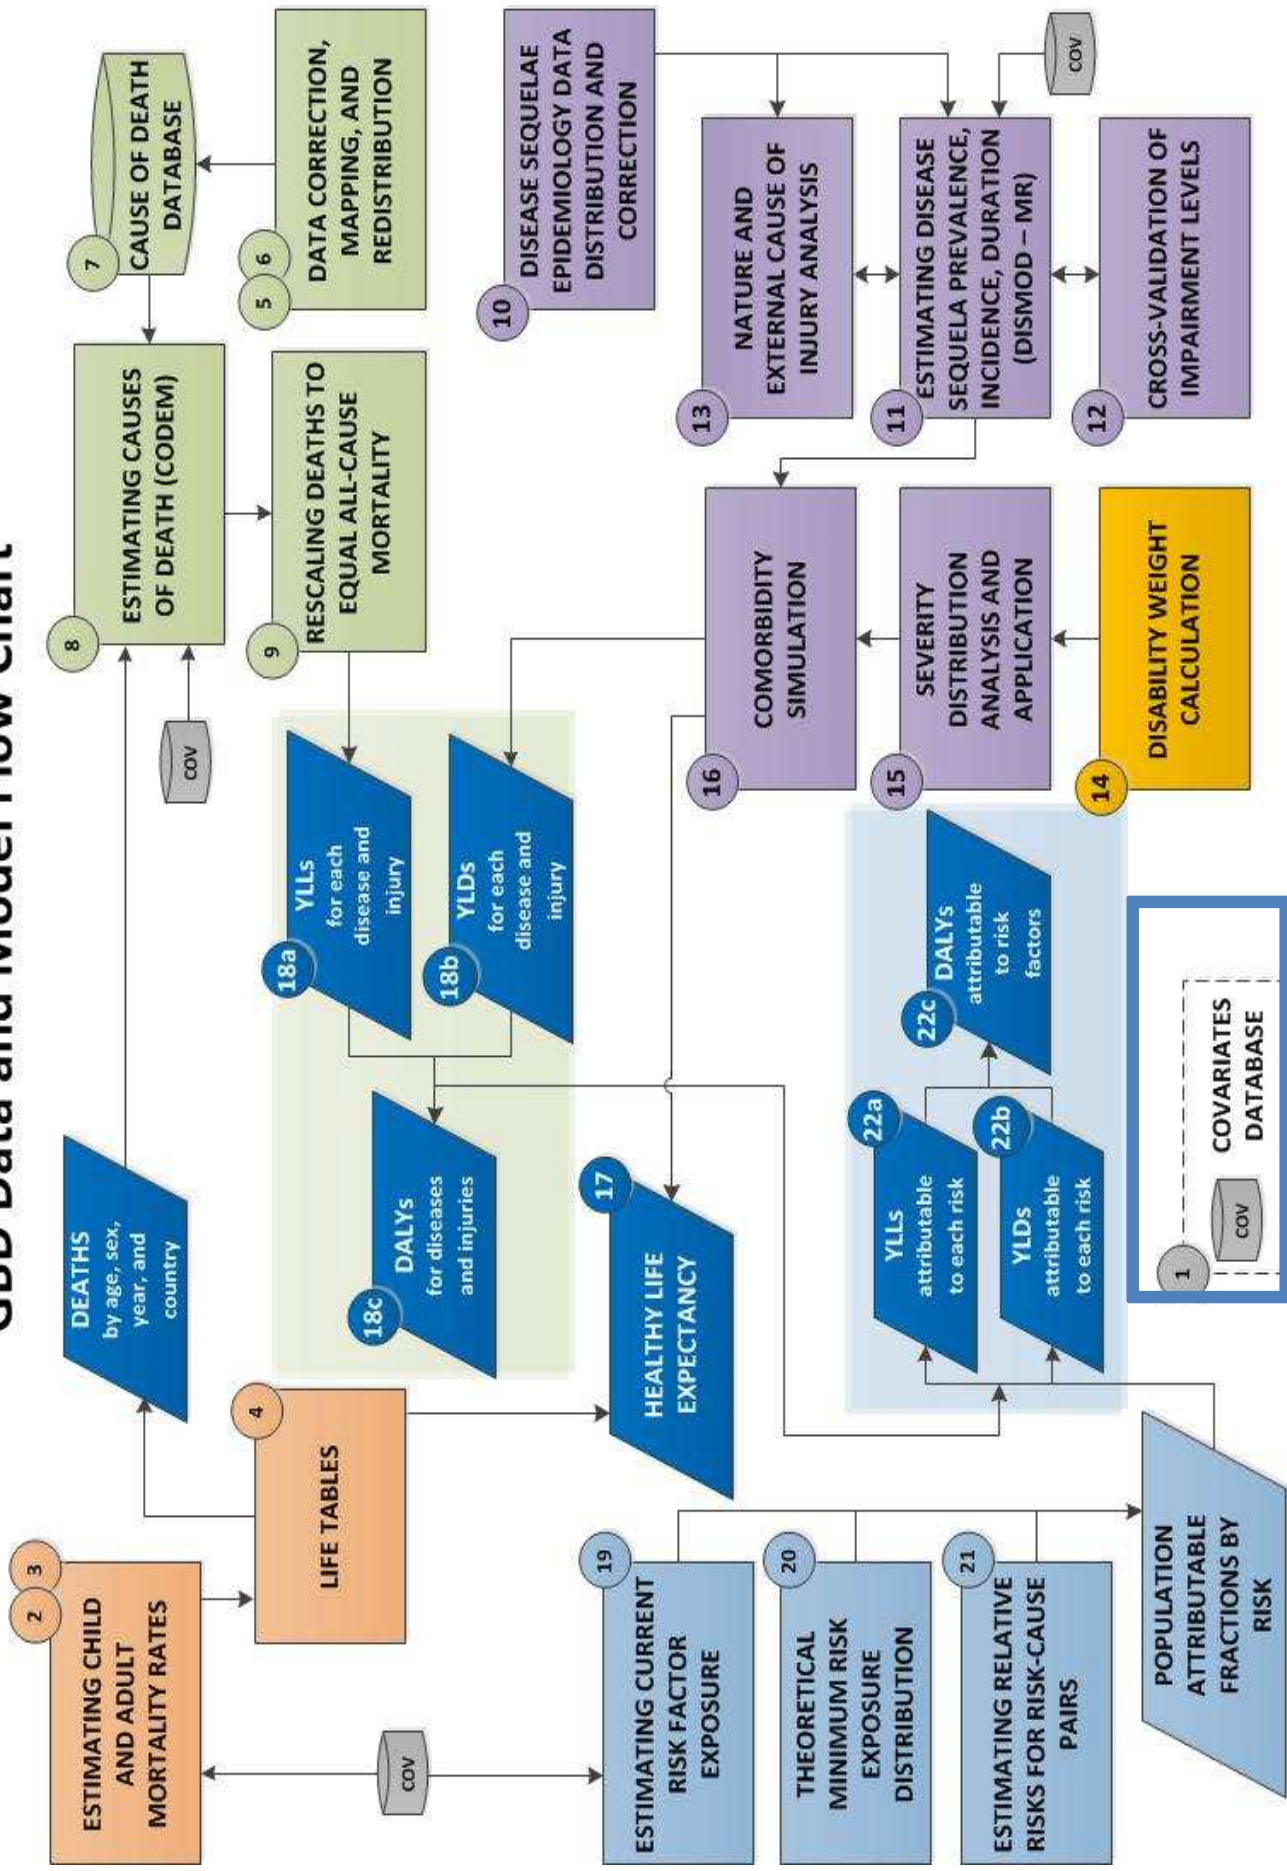 GBD Data and Model Flow Chart
2
3
ESTIMATING CHILD
AND ADULT
MORTALITY RATES
4
LIFE TABLES
DEATHS
by age, sex,
year, and
country
COV
8
ESTIMATING CAUSES
OF DEATH (CODEM)
7
CAUSE OF DEATH
DATABASE
5
6
DATA CORRECTION,
MAPPING, AND
REDISTRIBUTION
9
RESCALING DEATHS TO
EQUAL ALL-CAUSE
MORTALITY
18a
YLLs
for each
disease and
injury
18b
YLDs
for each
disease and
injury
18c
DALYs
for diseases
and injuries
17
HEALTHY LIFE
EXPECTANCY
10
DISEASE SEQUELAE
EPIDEMIOLOGY DATA
DISTRIBUTION AND
CORRECTION
13
NATURE AND
EXTERNAL CAUSE OF
INJURY ANALYSIS
11
ESTIMATING DISEASE
SEQUELA PREVALENCE,
INCIDENCE, DURATION
(DISMOD – MR)
COV
12
CROSS-VALIDATION OF
IMPAIRMENT LEVELS
16
COMORBIDITY
SIMULATION
15
SEVERITY
DISTRIBUTION
ANALYSIS AND
APPLICATION
14
DISABILITY WEIGHT
CALCULATION
COV
19
ESTIMATING CURRENT
RISK FACTOR
EXPOSURE
20
THEORETICAL
MINIMUM RISK
EXPOSURE
DISTRIBUTION
21
ESTIMATING RELATIVE
RISKS FOR RISK-CAUSE
PAIRS
POPULATION
ATTRIBUTABLE
FRACTIONS BY
RISK
22a
YLLs
attributable
to each risk
22b
YLDs
attributable
to each risk
22c
DALYs
attributable
to risk
factors
1
COV
COVARIATES
DATABASE